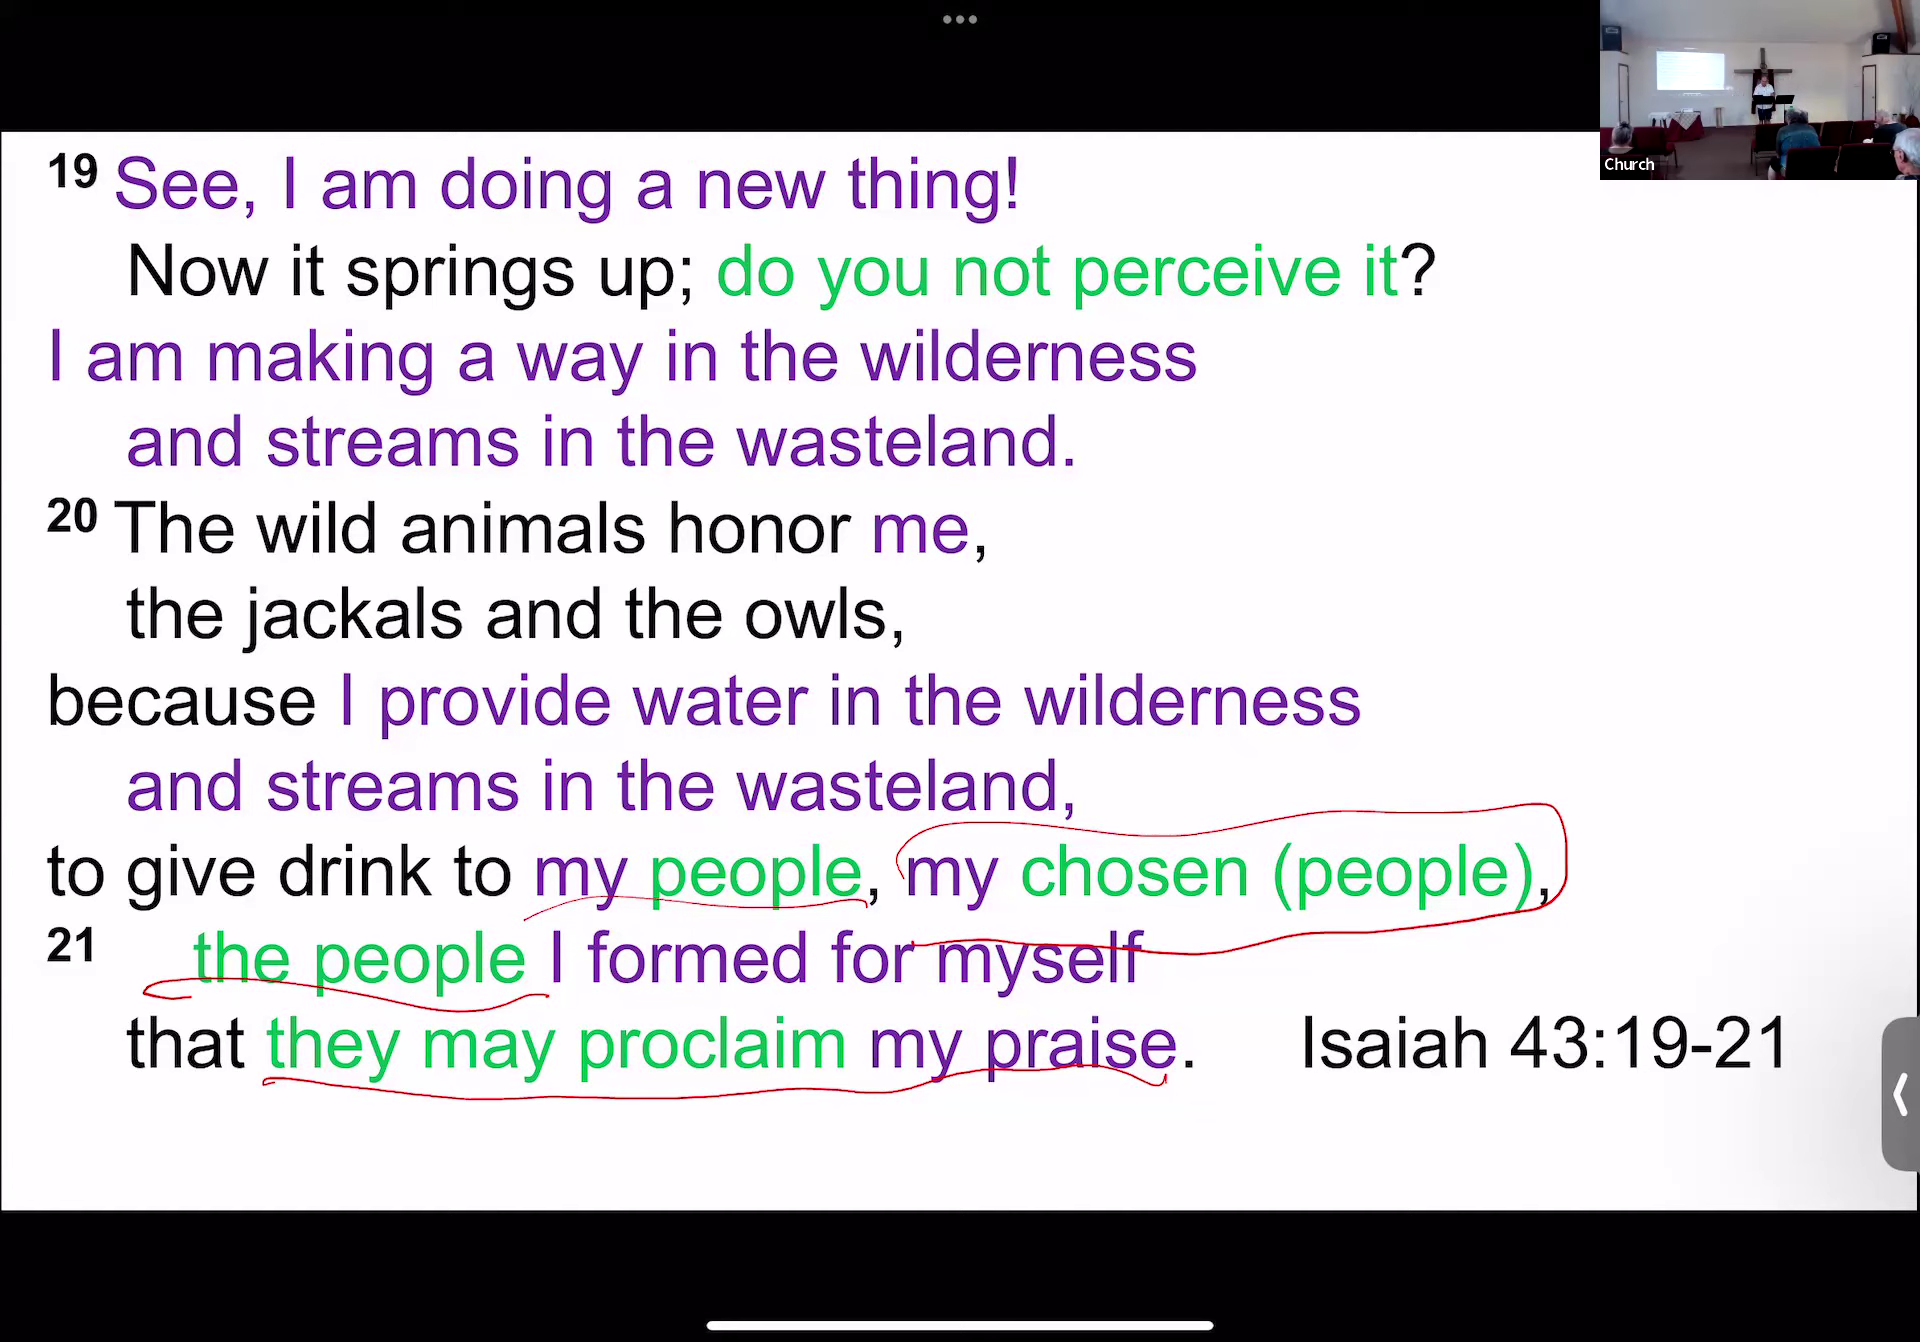 19 See, I am doing a new thing!
Now it springs up; do you not perceive it?
I am making a way in the wilderness
and streams in the wasteland.
20 The wild animals honor me,
the jackals and the owls,
because I provide water in the wilderness
and streams in the wasteland,
to give drink to my people, my chosen (people),
21 the people I formed for myself
that they may proclaim my praise. Isaiah 43:19-21
Church